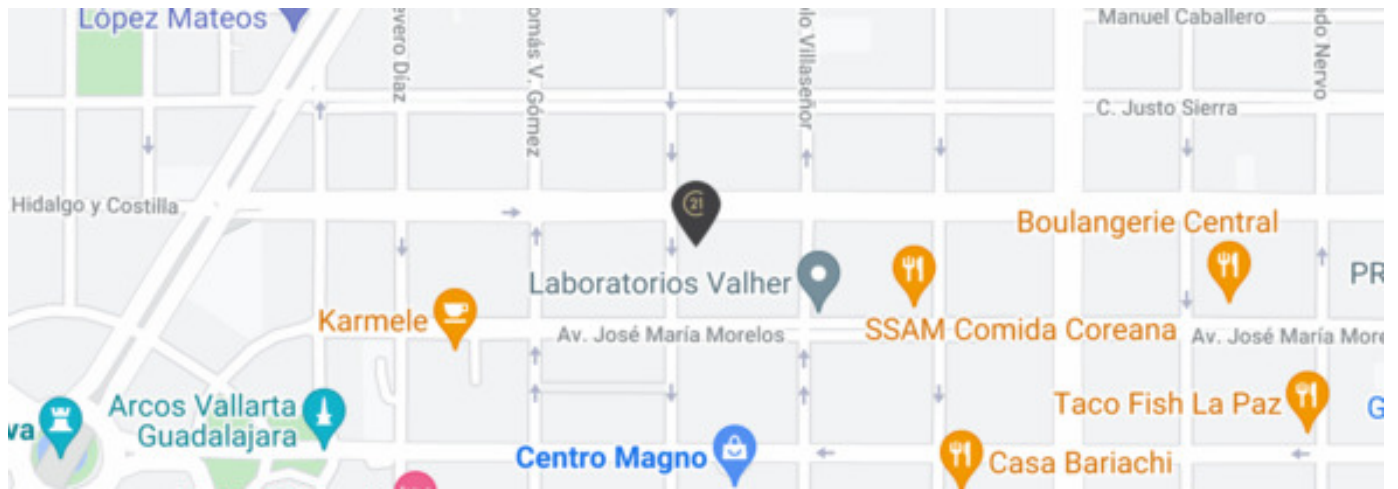 López Mateos
evero Díaz
omás V. Gómez
lo Villaseñor
Manuel Caballero
do Nervo
C. Justo Sierra
Hidalgo y Costilla
21
Boulangerie Central
Laboratorios Valher
PR
Karmele
Av. José María Morelos
SSAM Comida Coreana
Av. José María More
Arcos Vallarta
Guadalajara
va
Taco Fish La Paz
G
Centro Magno
Casa Bariachi